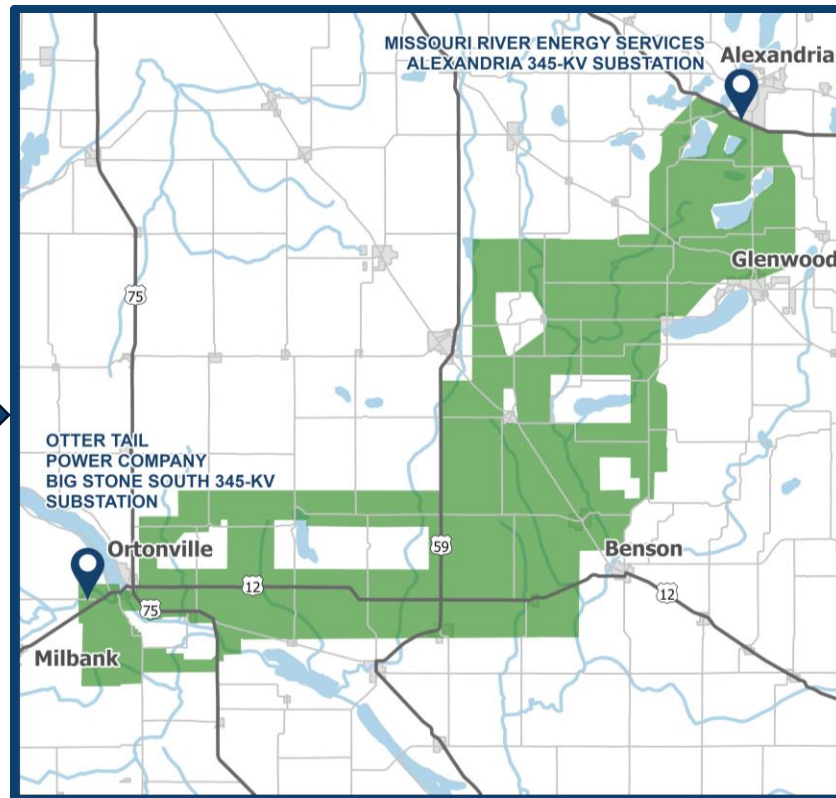 MISSOURI RIVER ENERGY SERVICES
ALEXANDRIA 345-KV SUBSTATION
Alexandria
Glenwood
75
OTTER TAIL
POWER COMPANY
BIG STONE SOUTH 345-KV
SUBSTATION
Ortonville
59
Benson
12
12
75
Milbank